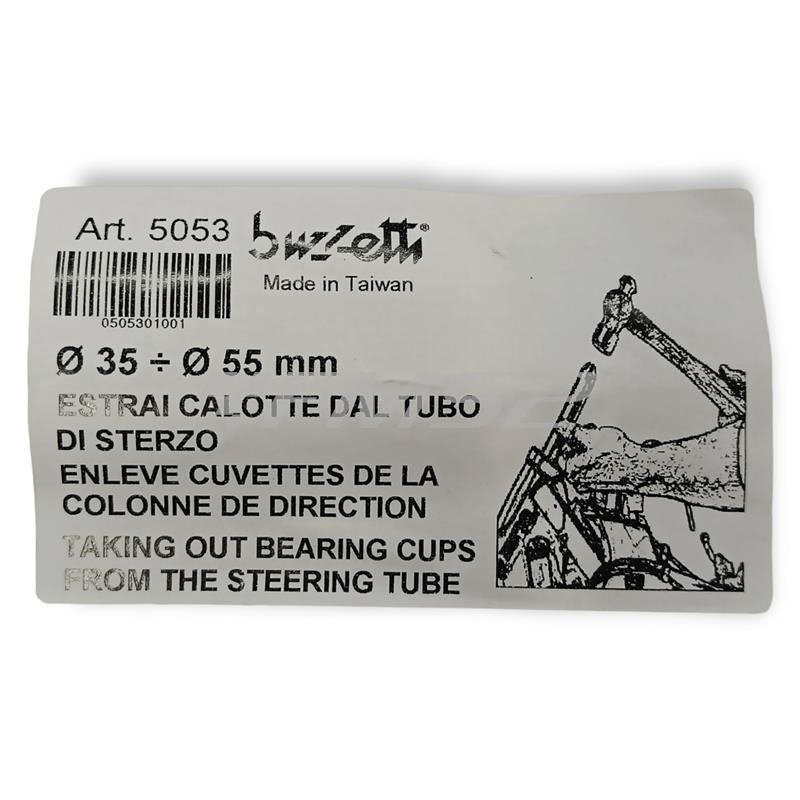 Art. 5053
buzzetti®
Made in Taiwan
0505301001
Ø 35 ÷ Ø 55 mm
ESTRAI CALOTTE DAL TUBO
DI STERZO
ENLEVE CUVETTES DE LA
COLONNE DE DIRECTION
TAKING OUT BEARING CUPS
FROM THE STEERING TUBE